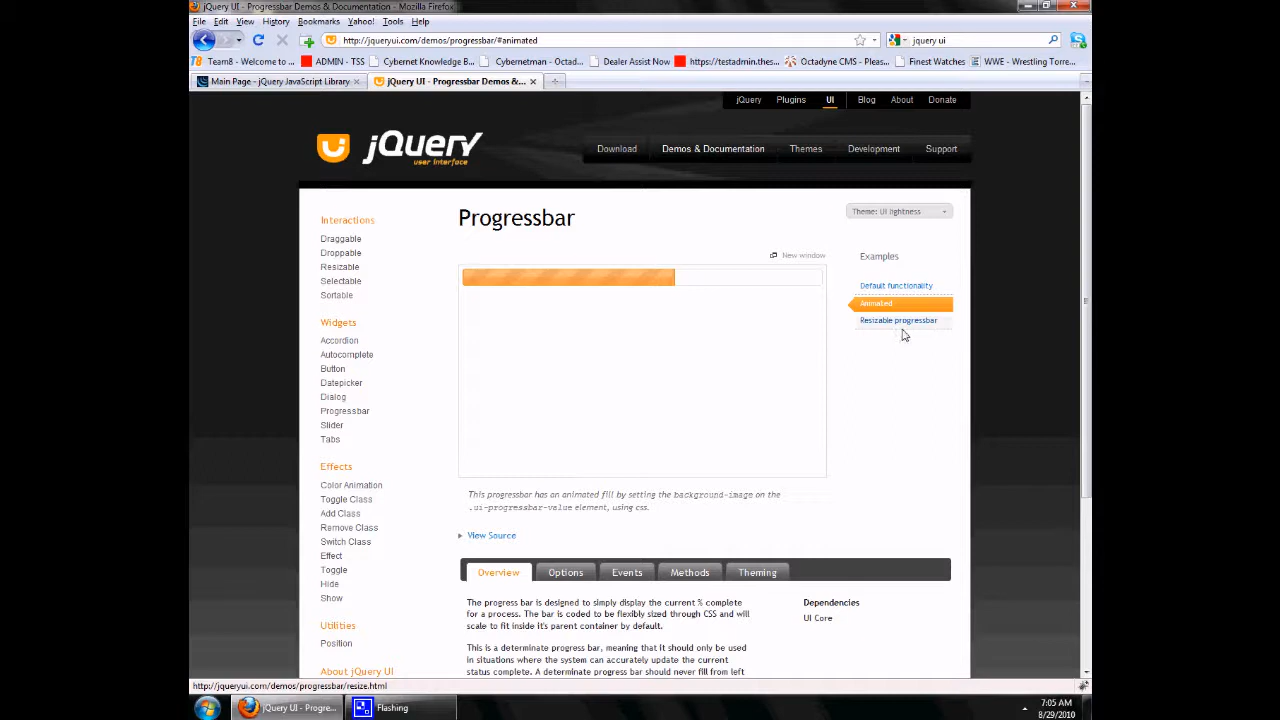 jQuery UI - Progressbar Demos & Documentation - Mozilla Firefox
File Edit View History Bookmarks Yahoo! Tools Help
http://jqueryui.com/demos/progressbar/#animated
jquery ui
Team8 - Welcome to ... ADMIN - TSS Cybernet Knowledge B... Cybernetman - Octad... Dealer Assist Now https://testadmin.thes... Octadyne CMS - Pleas... Finest Watches WWE - Wrestling Torre...
Main Page - jQuery JavaScript Library
jQuery UI - Progressbar Demos &...
jQuery Plugins UI Blog About Donate
UI jQuery
user interface
Download Demos & Documentation Themes Development Support
Progressbar
Theme: UI lightness
New window
Examples
Default functionality
Animated
Resizable progressbar
Interactions
Draggable
Droppable
Resizable
Selectable
Sortable
Widgets
Accordion
Autocomplete
Button
Datepicker
Dialog
Progressbar
Slider
Tabs
Effects
Color Animation
Toggle Class
Add Class
Remove Class
Switch Class
Effect
Toggle
Hide
Show
Utilities
Position
About jQuery UI
This progressbar has an animated fill by setting the background-image on the
.ui-progressbar-value element, using css.
View Source
Overview Options Events Methods Theming
The progress bar is designed to simply display the current % complete
for a process. The bar is coded to be flexibly sized through CSS and will
scale to fit inside it's parent container by default.
This is a determinate progress bar, meaning that it should only be used
in situations where the system can accurately update the current
status complete. A determinate progress bar should never fill from left
Dependencies
UI Core
http://jqueryui.com/demos/progressbar/resize.html
jQuery UI - Progre...
Flashing
7:05 AM
8/29/2010